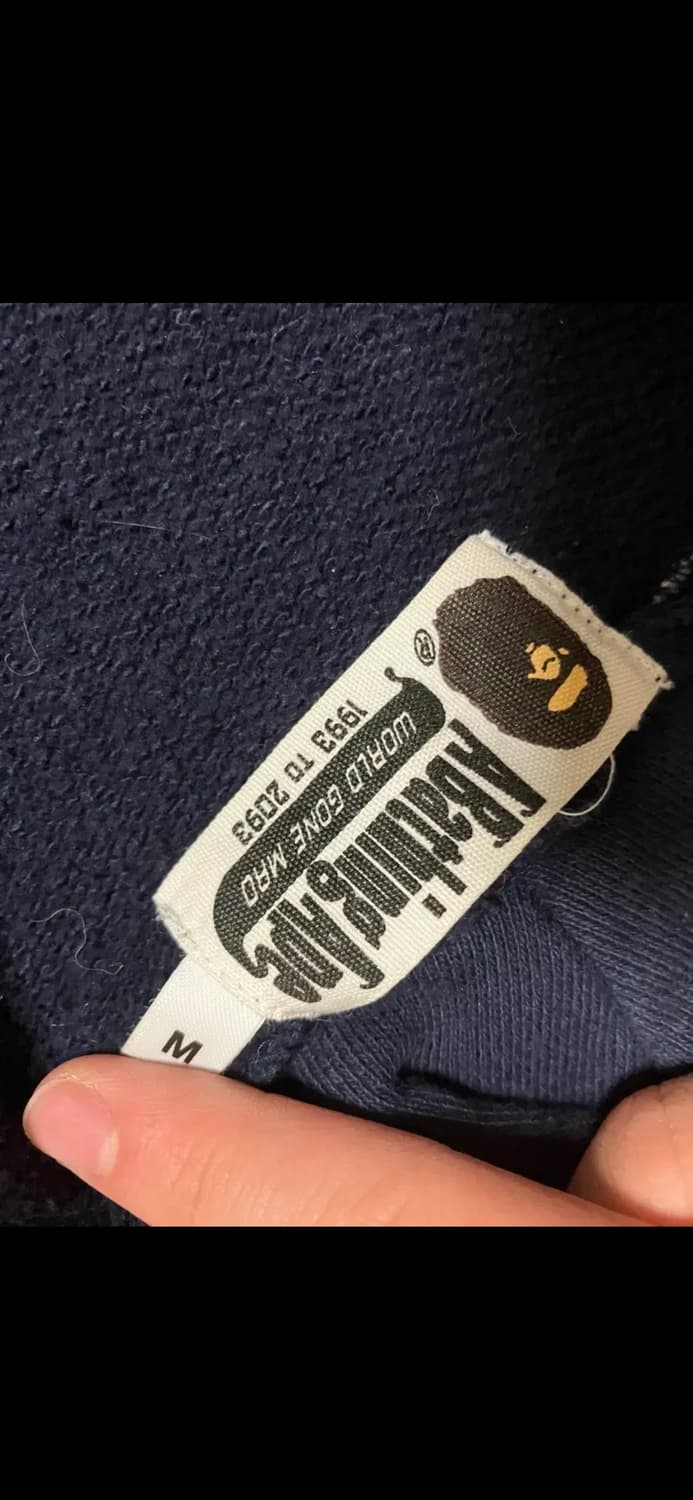 ®
A Bathing Ape
WORLD GONE MAD
1993 TO 2093
M